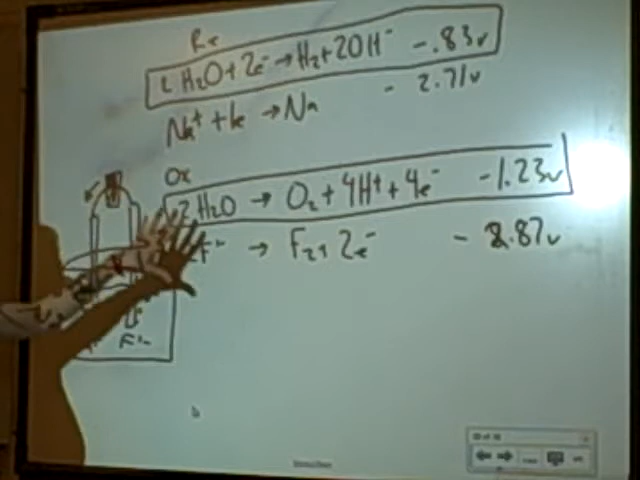 Re
2 H₂O + 2e⁻ → H₂ + 2OH⁻ -.83v
Na⁺ + 1e → Na - 2.71v
Ox
2H₂O → O₂ + 4H⁺ + 4e⁻ -1.23v
F⁻ → F₂ + 2e⁻ - 2.87v